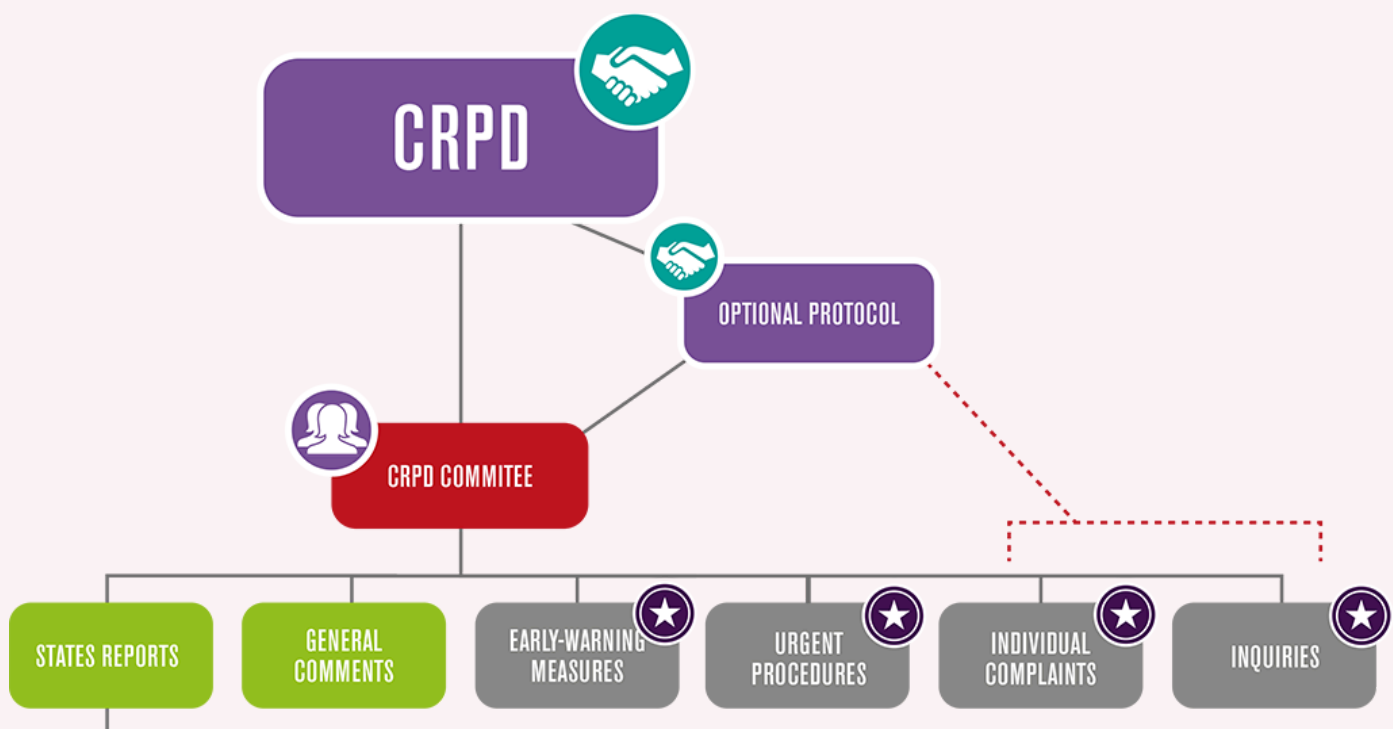 CRPD
OPTIONAL PROTOCOL
CRPD COMMITEE
STATES REPORTS
GENERAL
COMMENTS
EARLY-WARNING
MEASURES
URGENT
PROCEDURES
INDIVIDUAL
COMPLAINTS
INQUIRIES